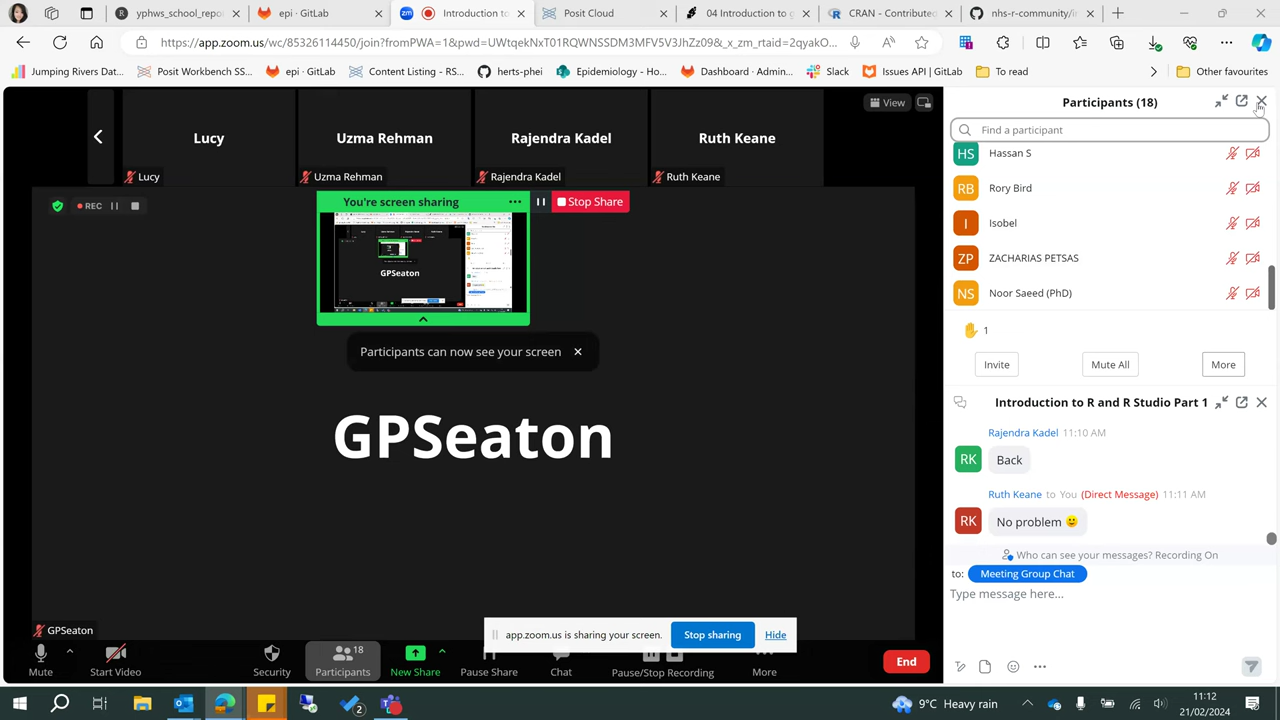 vphws_school_repo
epi · GitLab
Introduction to
Posit Cloud
04 Introduction to g
CRAN - Contributed
nhs-r-community/i
https://app.zoom.us/wc/85326114450/join?fromPWA=1&pwd=UWtqekNxT01RQWNSSDM3MFV5V3JhZz09&_x_zm_rtaid=2qyakO...
Jumping Rivers Dat...
Posit Workbench SS...
epi · GitLab
Content Listing - RS...
herts-phei
Epidemiology - Ho...
Dashboard · Admin...
Slack
Issues API | GitLab
To read
Other favourites
Lucy
Uzma Rehman
Rajendra Kadel
Ruth Keane
View
Lucy
Uzma Rehman
Rajendra Kadel
Ruth Keane
REC
You're screen sharing
Stop Share
GPSeaton
Participants can now see your screen
GPSeaton
GPSeaton
app.zoom.us is sharing your screen.
Stop sharing
Hide
Mute
Start Video
Security
18
Participants
New Share
Pause Share
Chat
Pause/Stop Recording
More
End
Participants (18)
Find a participant
HS
Hassan S
RB
Rory Bird
I
Isobel
ZP
ZACHARIAS PETSAS
NS
Noor Saeed (PhD)
1
Invite
Mute All
More
Introduction to R and R Studio Part 1
Rajendra Kadel 11:10 AM
RK
Back
Ruth Keane to You (Direct Message) 11:11 AM
RK
No problem
Who can see your messages? Recording On
to: Meeting Group Chat
Type message here...
9°C Heavy rain
11:12
21/02/2024